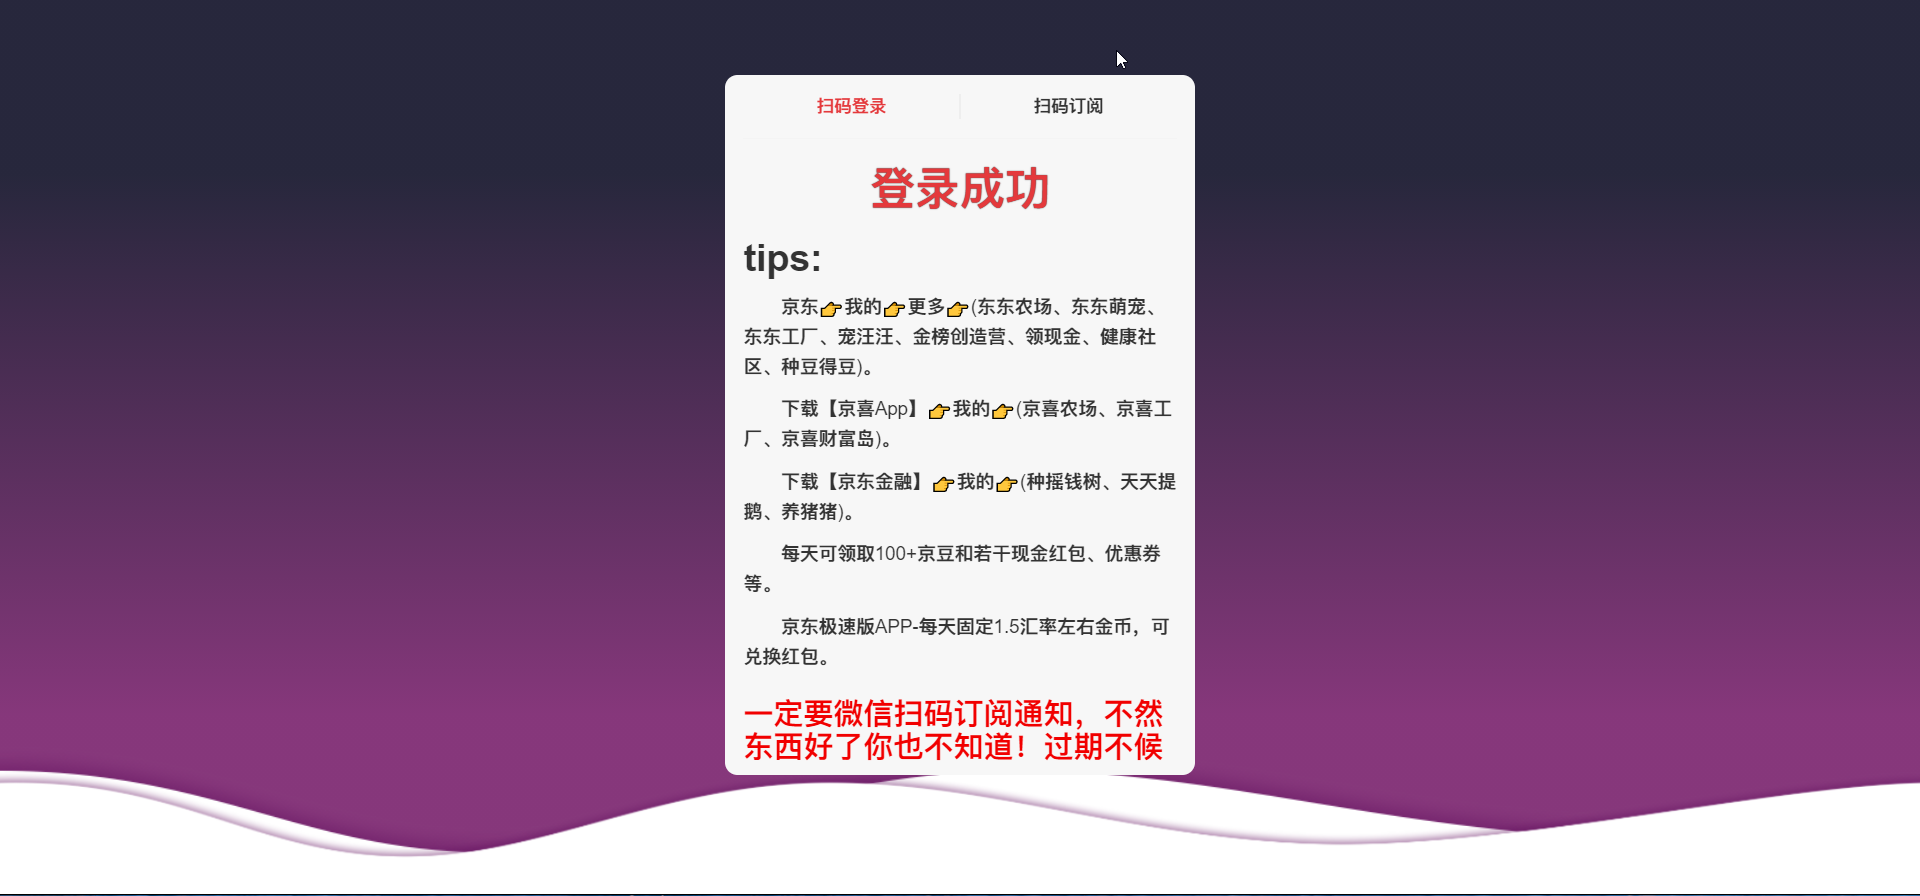 扫码登录 扫码订阅
登录成功
tips:
京东👉我的👉更多👉(东东农场、东东萌宠、
东东工厂、宠汪汪、金榜创造营、领现金、健康社
区、种豆得豆)。
下载【京喜App】👉我的👉(京喜农场、京喜工
厂、京喜财富岛)。
下载【京东金融】👉我的👉(种摇钱树、天天提
鹅、养猪猪)。
每天可领取100+京豆和若干现金红包、优惠券
等。
京东极速版APP-每天固定1.5汇率左右金币，可
兑换红包。
一定要微信扫码订阅通知，不然
东西好了你也不知道！过期不候